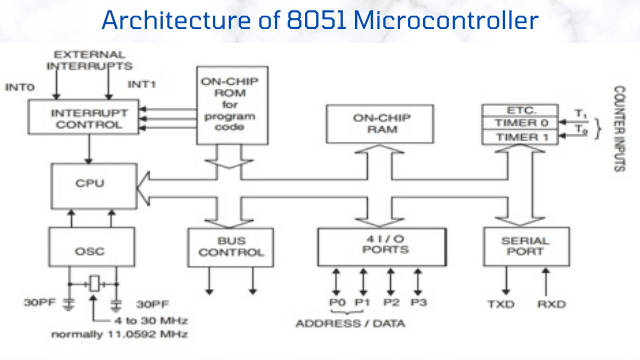 Architecture of 8051 Microcontroller
EXTERNAL
INTERRUPTS
INT0
INT1
INTERRUPT
CONTROL
ON-CHIP
ROM
for
program
code
ON-CHIP
RAM
ETC.
TIMER 0
TIMER 1
T1
T0
COUNTER INPUTS
CPU
OSC
BUS
CONTROL
4 I / O
PORTS
SERIAL
PORT
30PF
30PF
4 to 30 MHz
normally 11.0592 MHz
P0 P1 P2 P3
ADDRESS / DATA
TXD RXD